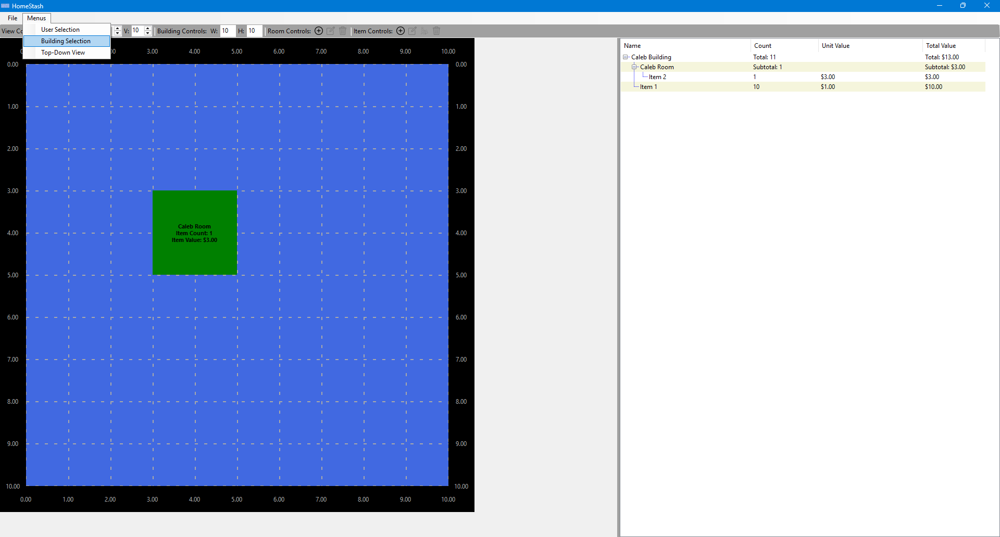 HomeStash
File Menus
User Selection
Building Selection
Top-Down View
View Co V: 10 Building Controls: W: 10 H: 10 Room Controls: Item Controls:
3.00 4.00 5.00 6.00 7.00 8.00 9.00 10.00
0.00 0.00
1.00 1.00
2.00 2.00
3.00 3.00
Caleb Room
Item Count: 1
Item Value: $3.00
4.00 4.00
5.00 5.00
6.00 6.00
7.00 7.00
8.00 8.00
9.00 9.00
10.00 10.00
0.00 1.00 2.00 3.00 4.00 5.00 6.00 7.00 8.00 9.00 10.00
Name Count Unit Value Total Value
Caleb Building Total: 11 Total: $13.00
Caleb Room Subtotal: 1 Subtotal: $3.00
Item 2 1 $3.00 $3.00
Item 1 10 $1.00 $10.00